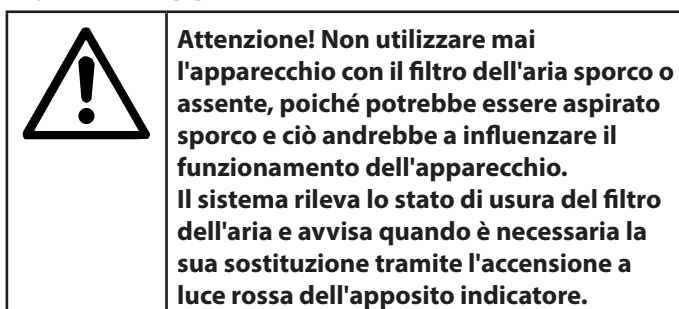 Attenzione! Non utilizzare mai
l'apparecchio con il filtro dell'aria sporco o
assente, poiché potrebbe essere aspirato
sporco e ciò andrebbe a influenzare il
funzionamento dell'apparecchio.
Il sistema rileva lo stato di usura del filtro
dell'aria e avvisa quando è necessaria la
sua sostituzione tramite l'accensione a
luce rossa dell'apposito indicatore.